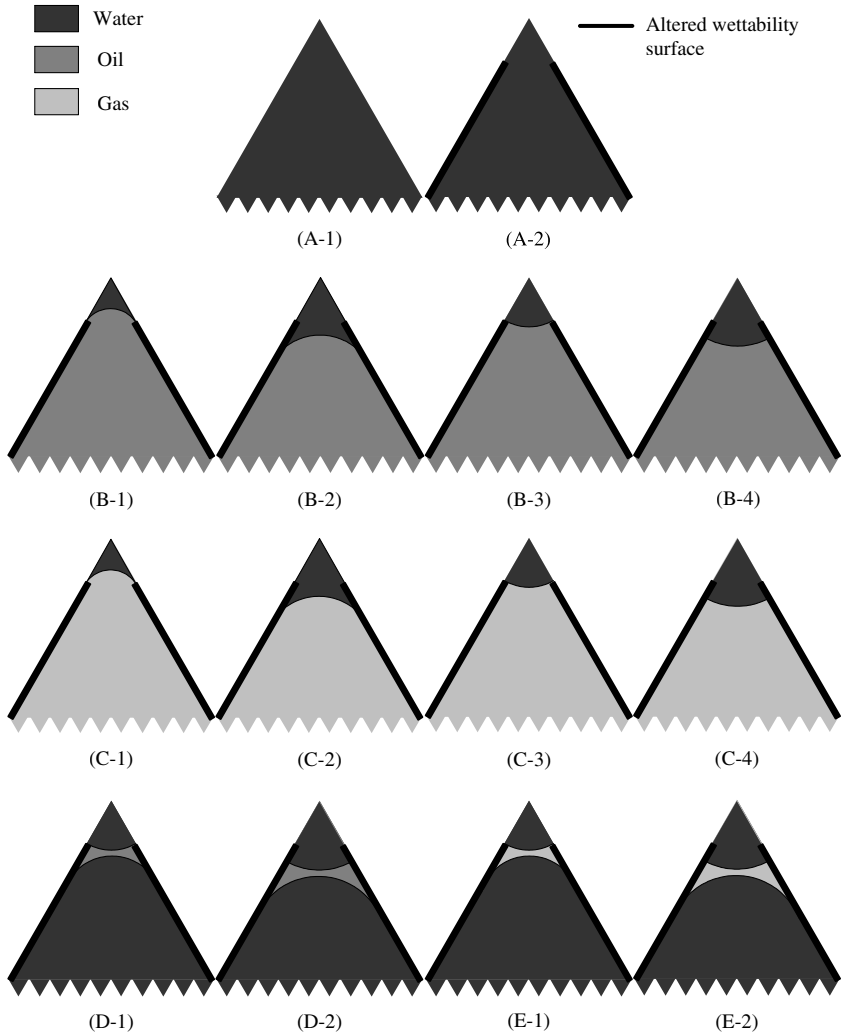 Water
Oil
Gas
Altered wettability
surface
(A-1)
(A-2)
(B-1)
(B-2)
(B-3)
(B-4)
(C-1)
(C-2)
(C-3)
(C-4)
(D-1)
(D-2)
(E-1)
(E-2)